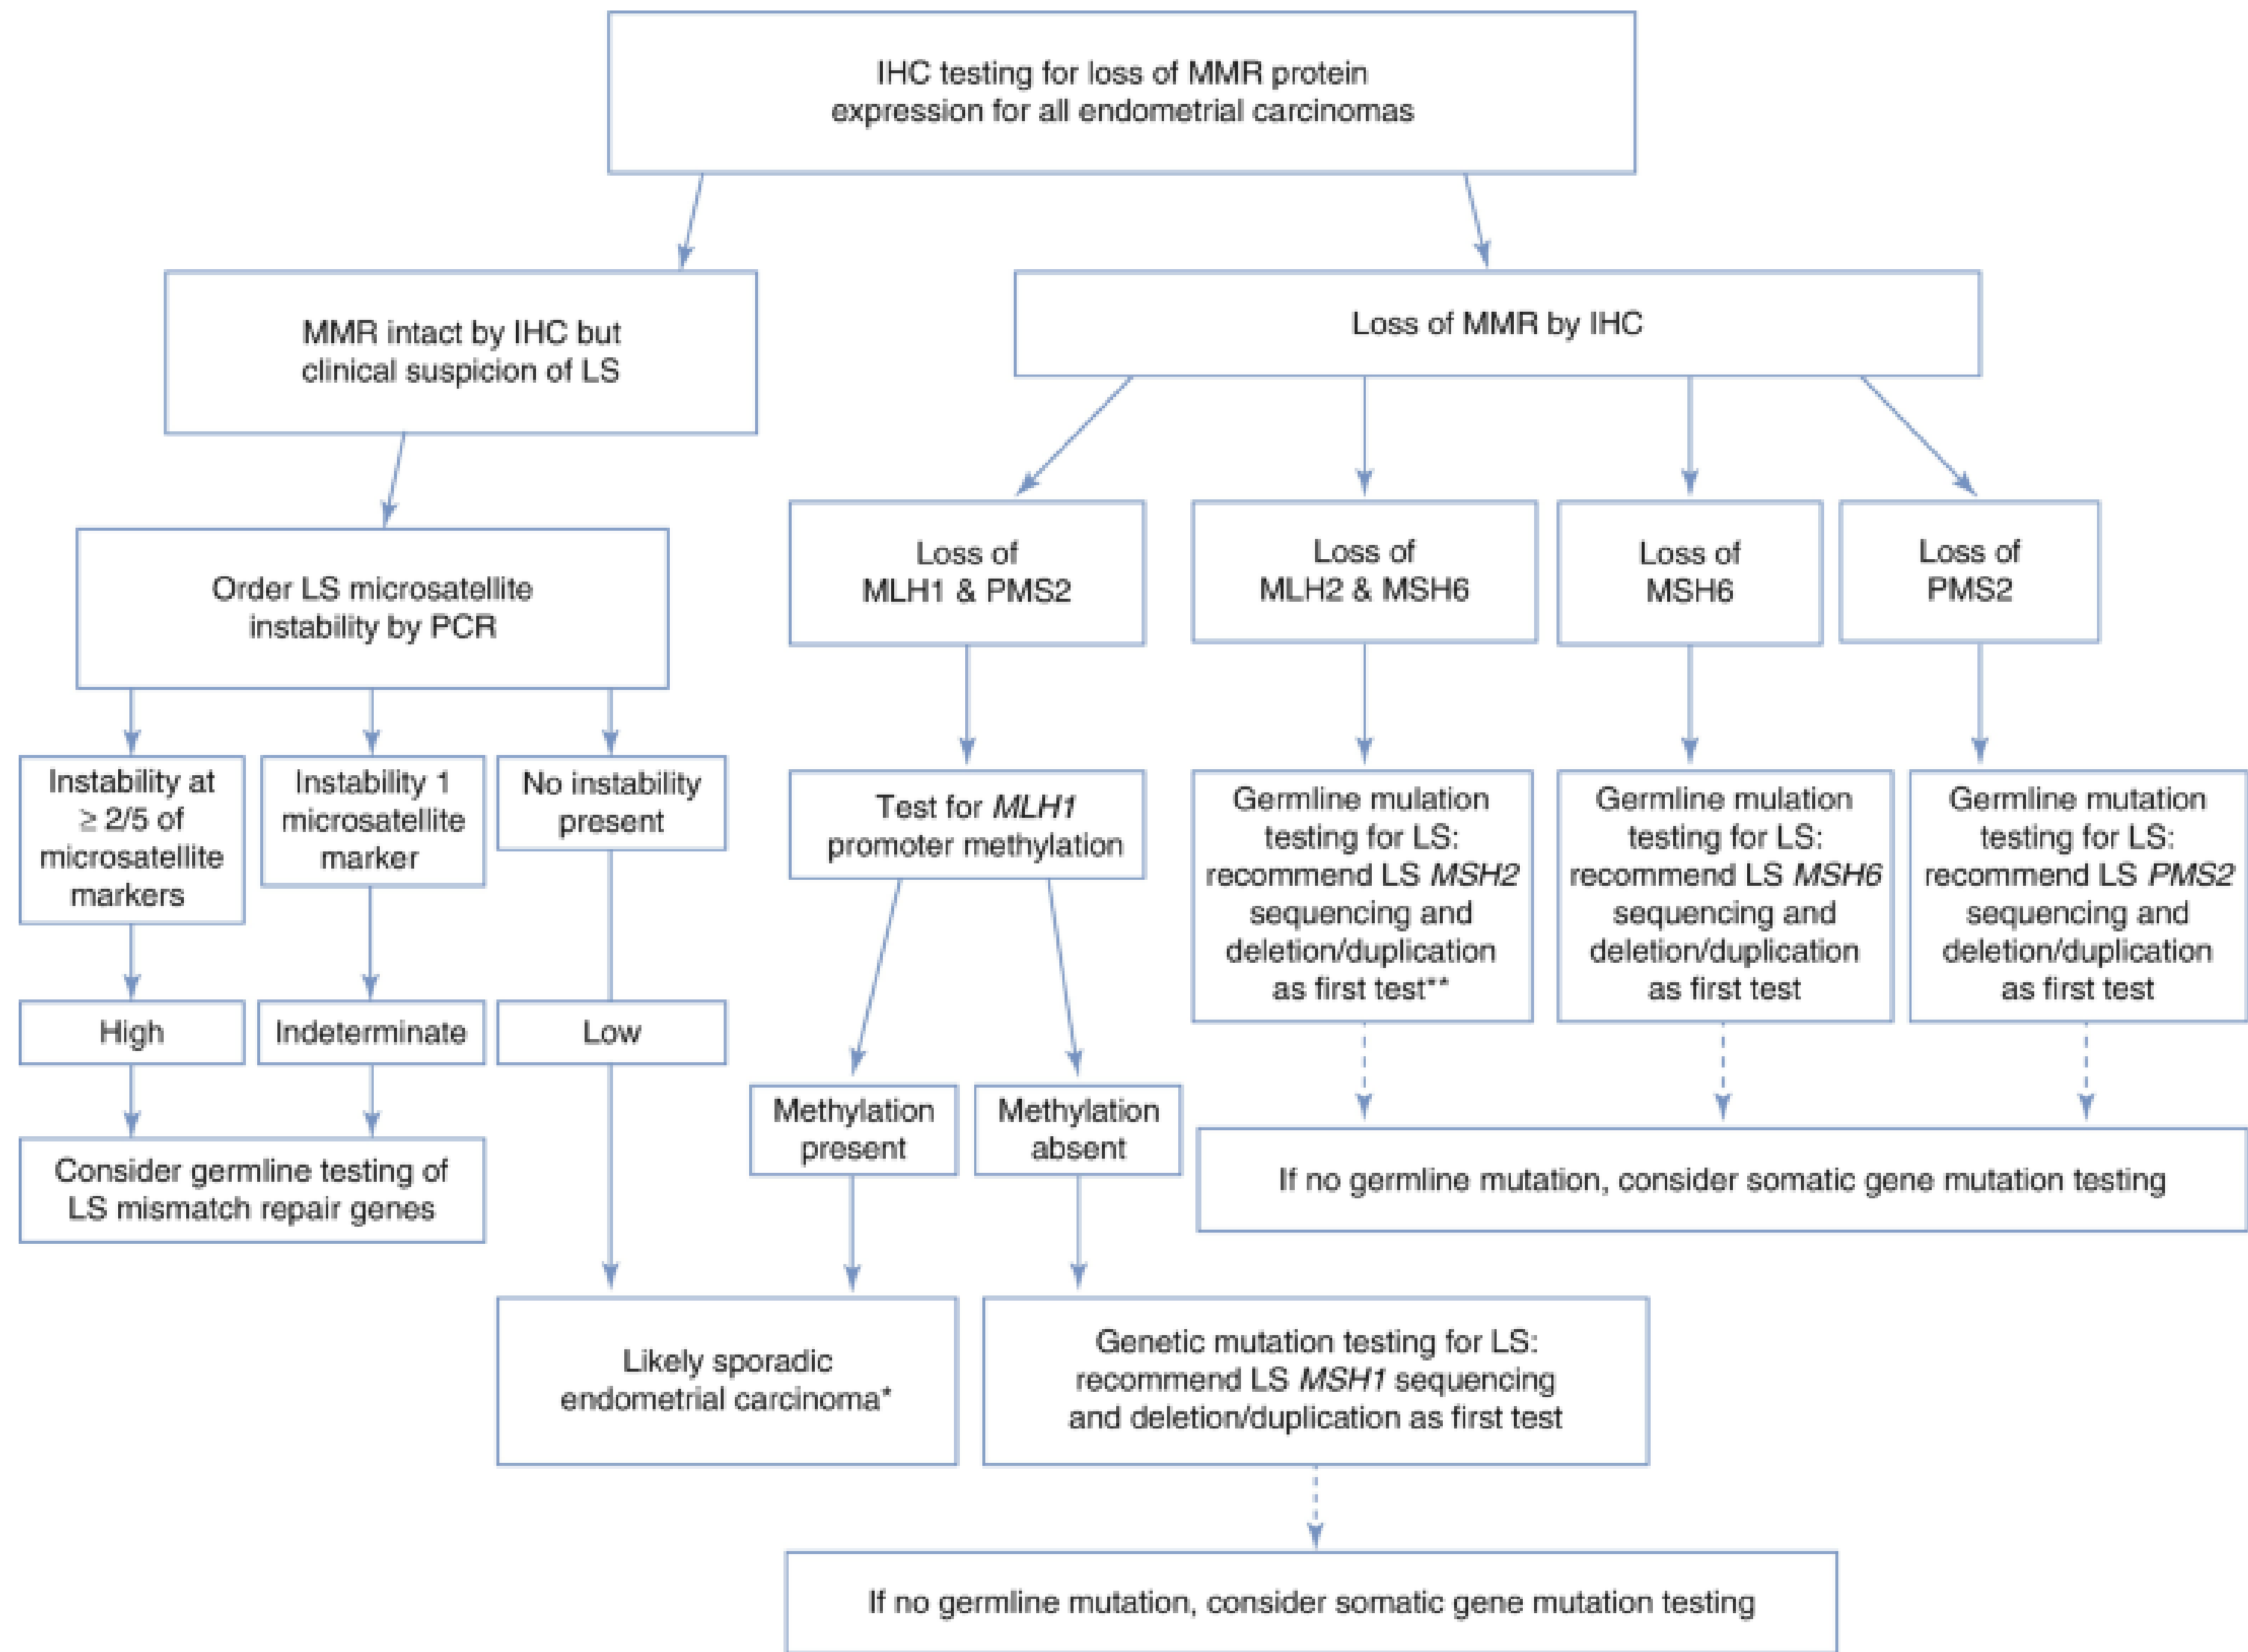 IHC testing for loss of MMR protein
expression for all endometrial carcinomas
MMR intact by IHC but
clinical suspicion of LS
Loss of MMR by IHC
Order LS microsatellite
instability by PCR
Loss of
MLH1 & PMS2
Loss of
MLH2 & MSH6
Loss of
MSH6
Loss of
PMS2
Instability at
≥ 2/5 of
microsatellite
markers
Instability 1
microsatellite
marker
No instability
present
Test for MLH1
promoter methylation
Germline mutation
testing for LS:
recommend LS MSH2
sequencing and
deletion/duplication
as first test**
Germline mutation
testing for LS:
recommend LS MSH6
sequencing and
deletion/duplication
as first test
Germline mutation
testing for LS:
recommend LS PMS2
sequencing and
deletion/duplication
as first test
High
Indeterminate
Low
Methylation
present
Methylation
absent
Consider germline testing of
LS mismatch repair genes
If no germline mutation, consider somatic gene mutation testing
Likely sporadic
endometrial carcinoma*
Genetic mutation testing for LS:
recommend LS MSH1 sequencing
and deletion/duplication as first test
If no germline mutation, consider somatic gene mutation testing